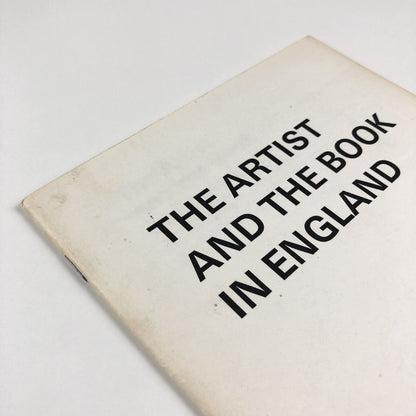 THE ARTIST
AND THE BOOK
IN ENGLAND